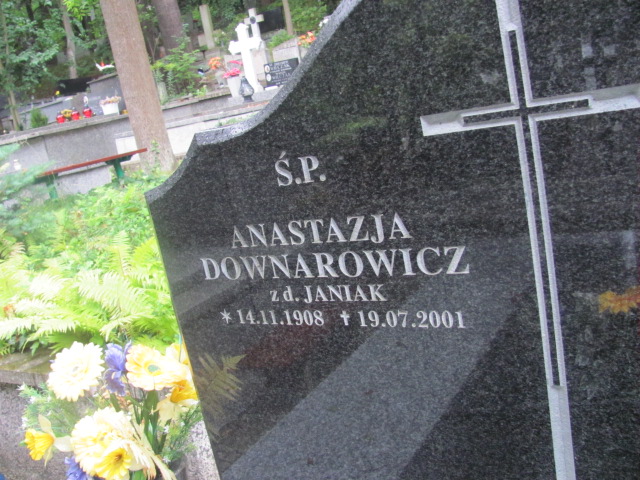 Ś.P.
ANASTAZJA
DOWNAROWICZ
z d. JANIAK
* 14.11.1908 ✝ 19.07.2001